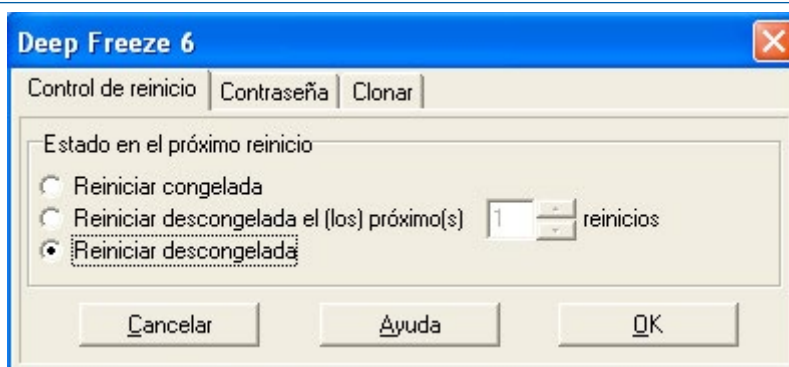 Deep Freeze 6
Control de reinicio Contraseña Clonar
Estado en el próximo reinicio
Reiniciar congelada
Reiniciar descongelada el (los) próximo(s) 1 reinicios
Reiniciar descongelada
Cancelar Ayuda OK